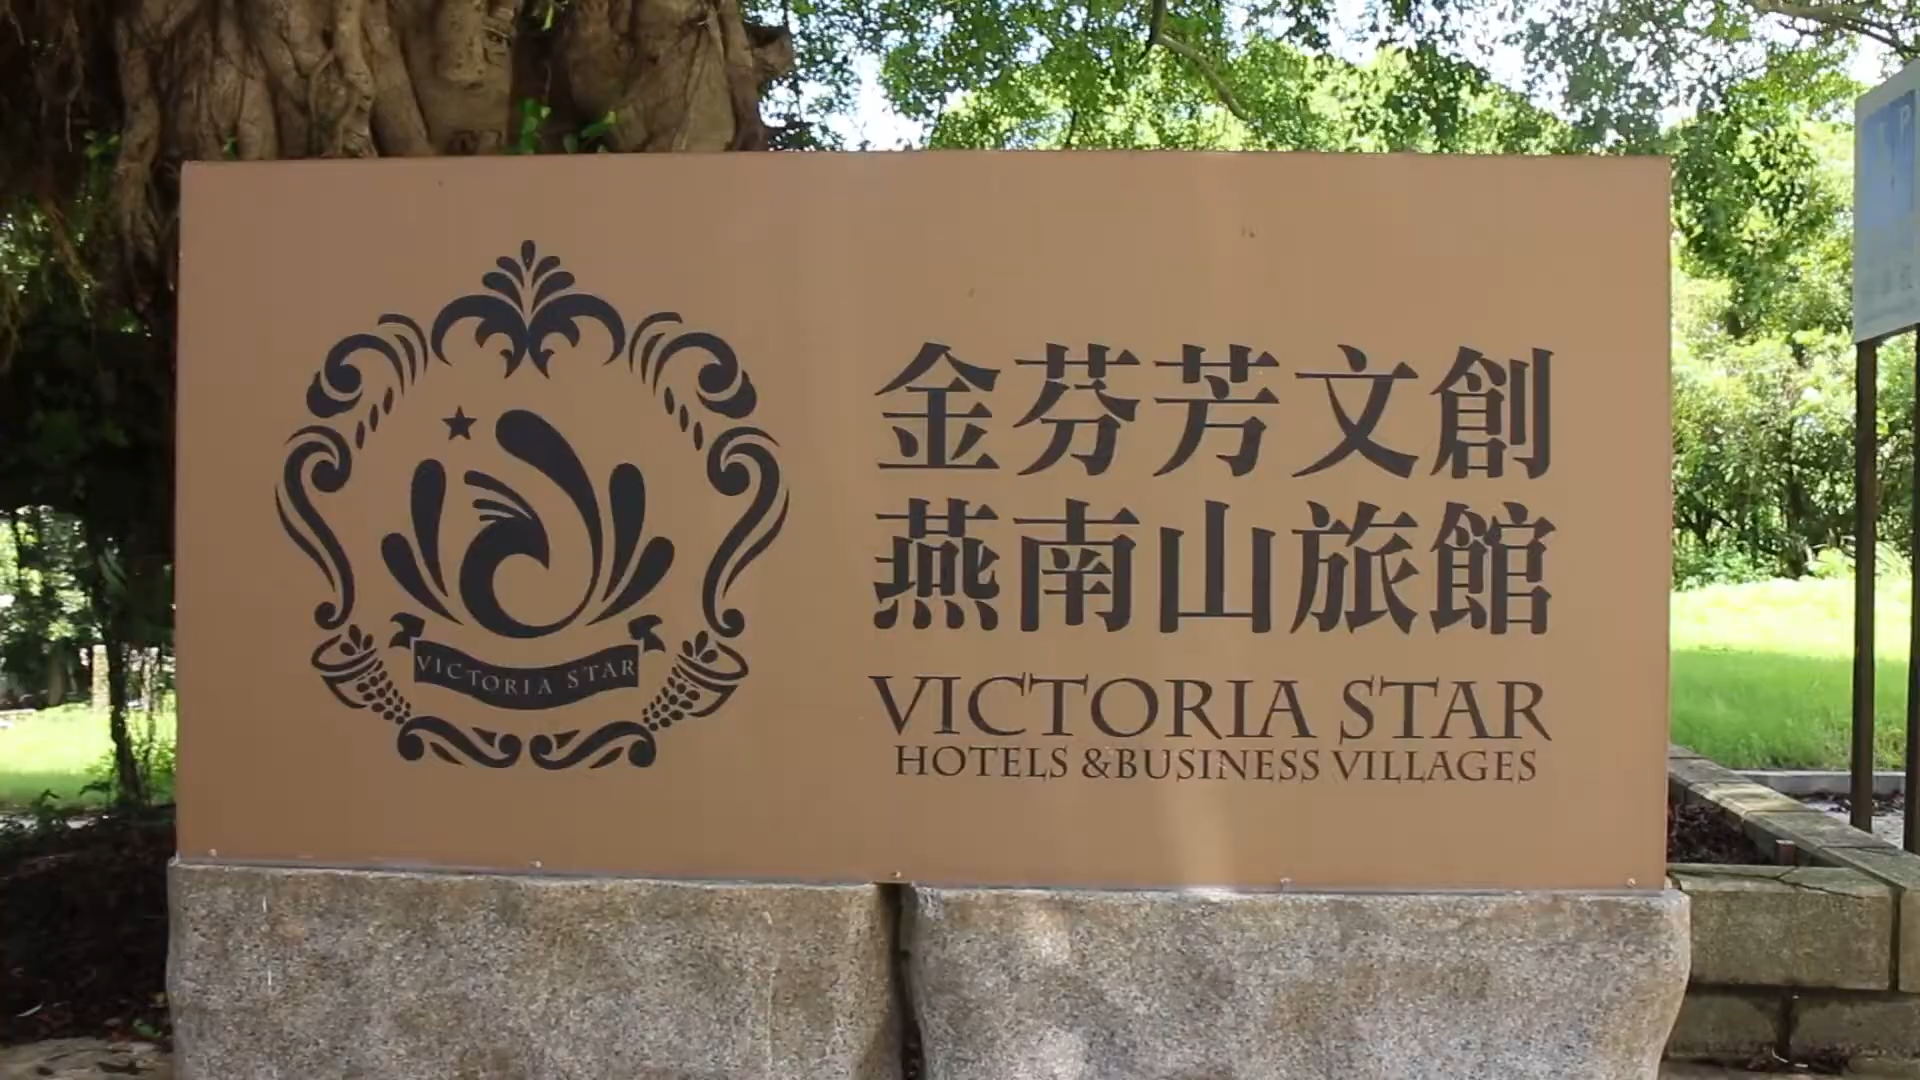 金芬芳文創
燕南山旅館
VICTORIA STAR
HOTELS &BUSINESS VILLAGES
VICTORIA STAR
P